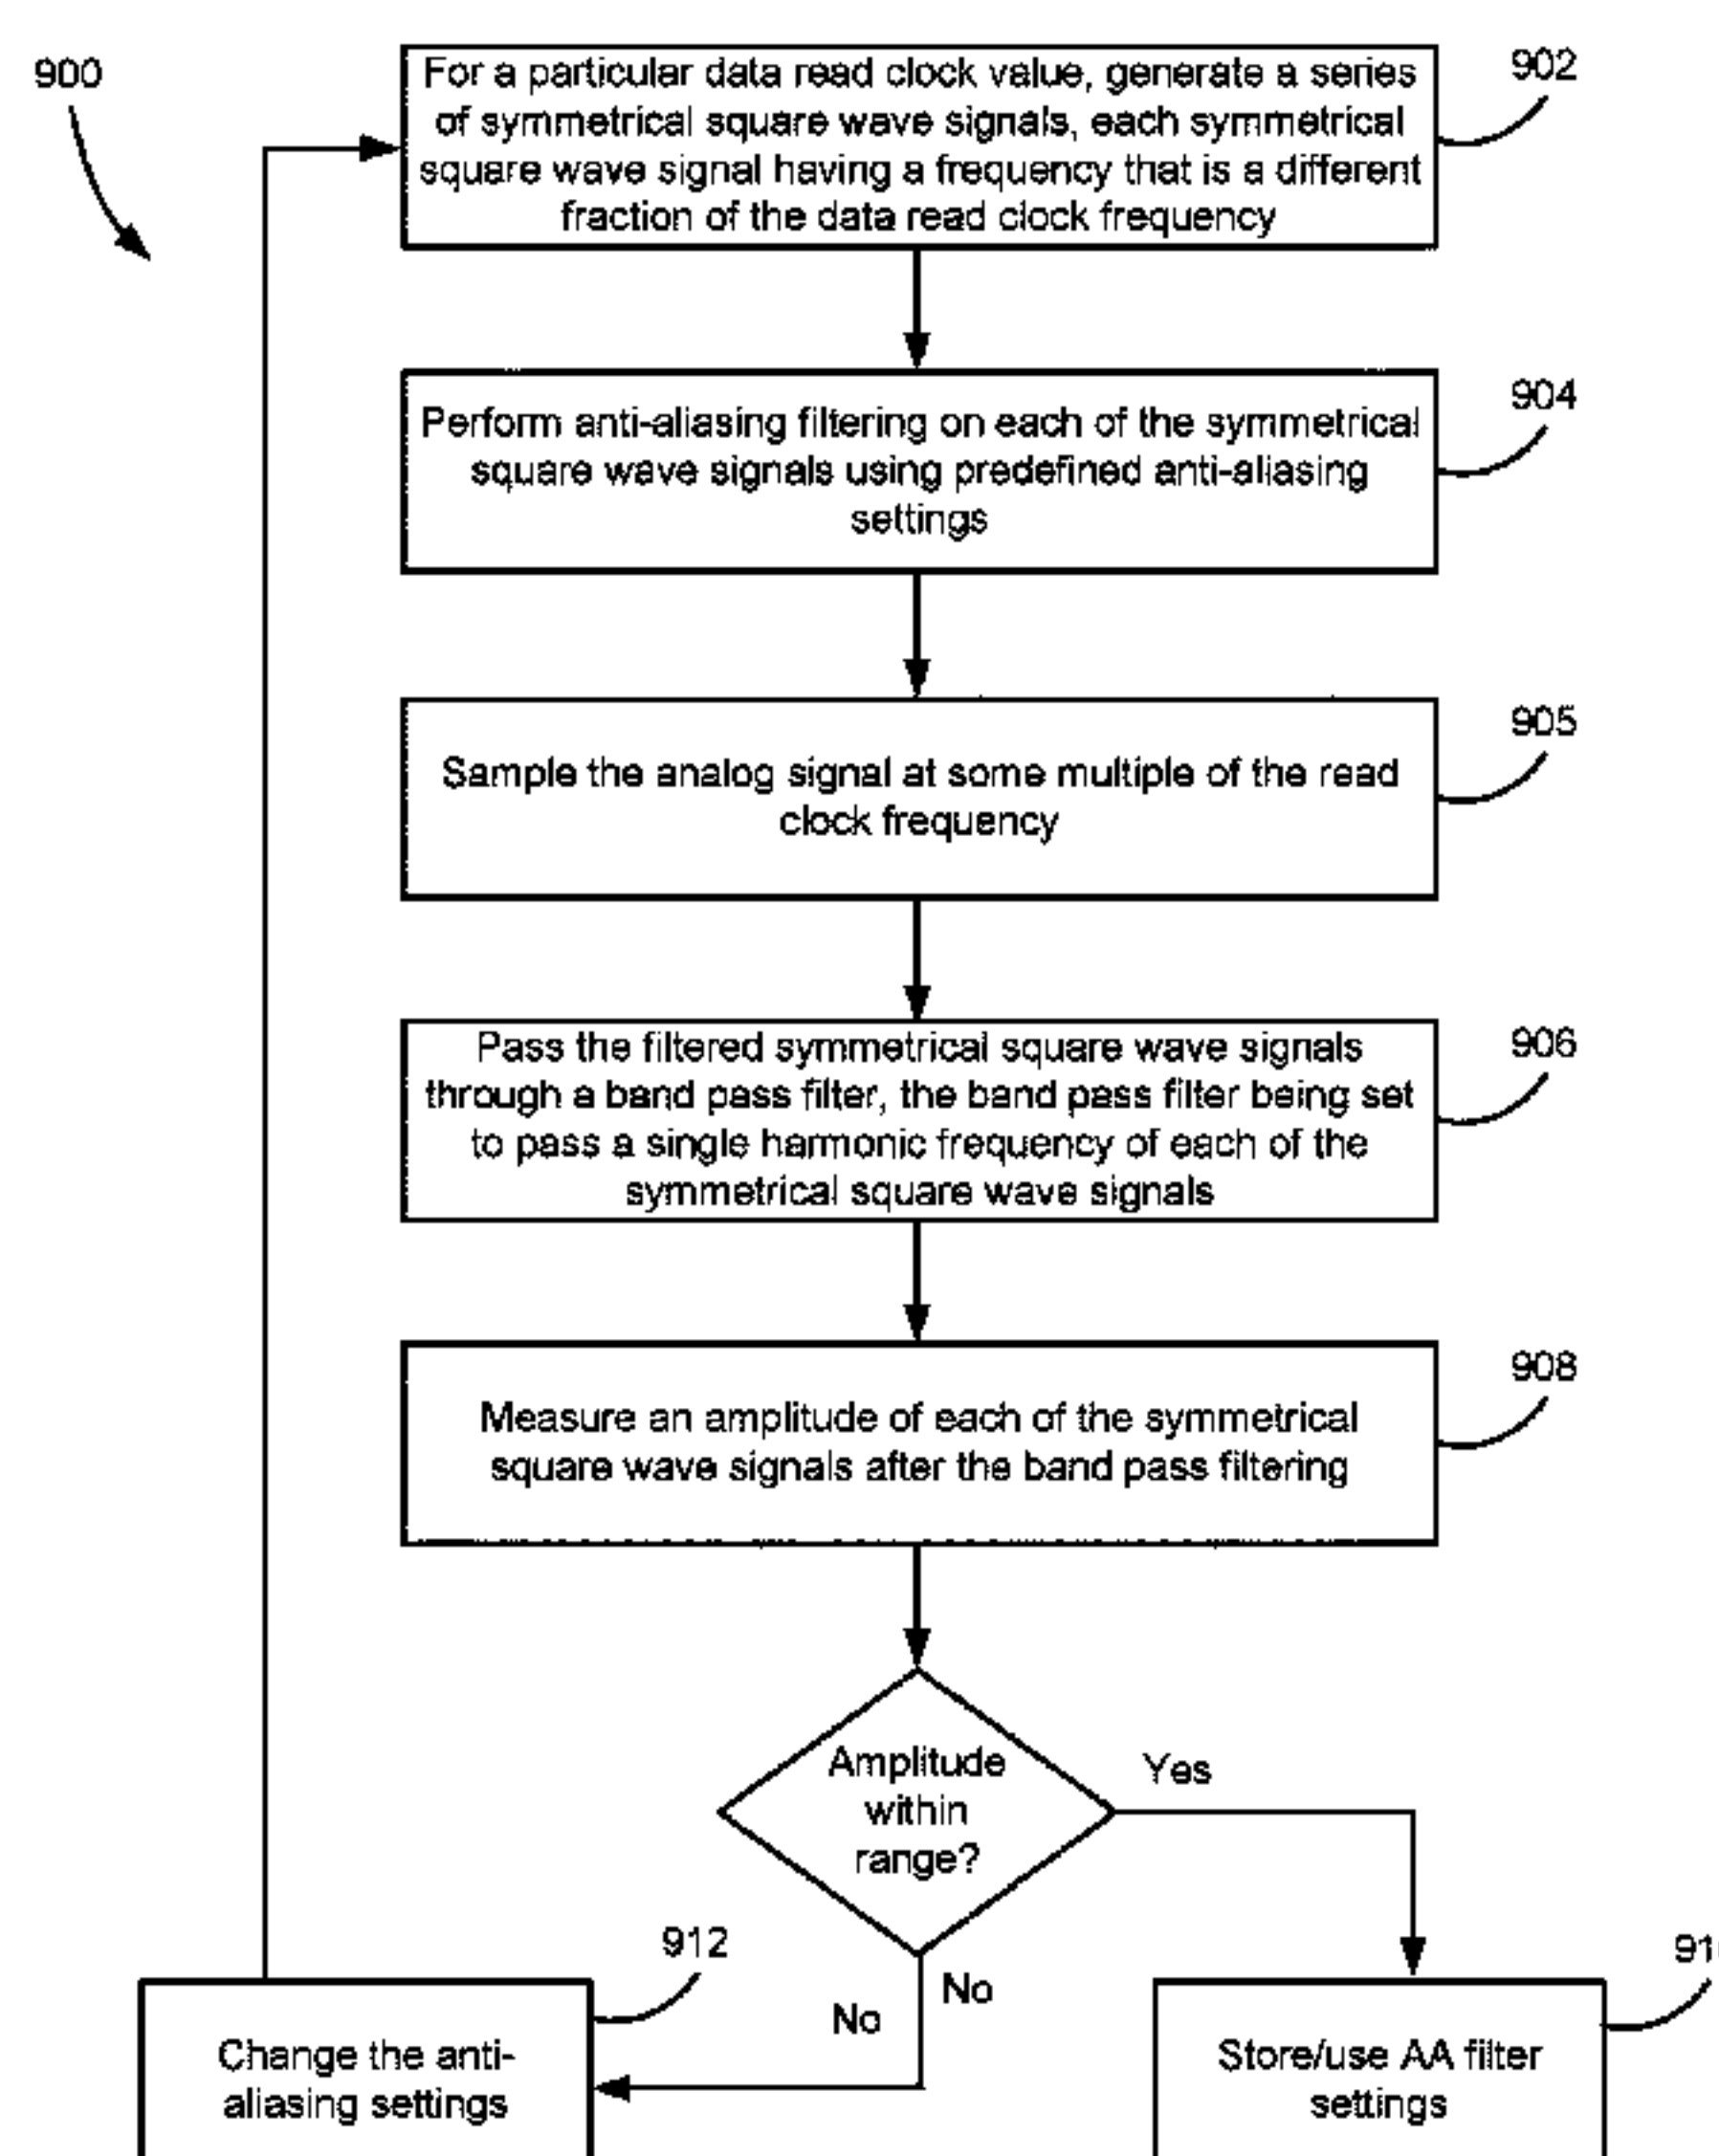 900
902
For a particular data read clock value, generate a series
of symmetrical square wave signals, each symmetrical
square wave signal having a frequency that is a different
fraction of the data read clock frequency
904
Perform anti-aliasing filtering on each of the symmetrical
square wave signals using predefined anti-aliasing
settings
905
Sample the analog signal at some multiple of the read
clock frequency
906
Pass the filtered symmetrical square wave signals
through a band pass filter, the band pass filter being set
to pass a single harmonic frequency of each of the
symmetrical square wave signals
908
Measure an amplitude of each of the symmetrical
square wave signals after the band pass filtering
Amplitude
within
range?
Yes
No
No
912
Change the anti-
aliasing settings
Store/use AA filter
settings